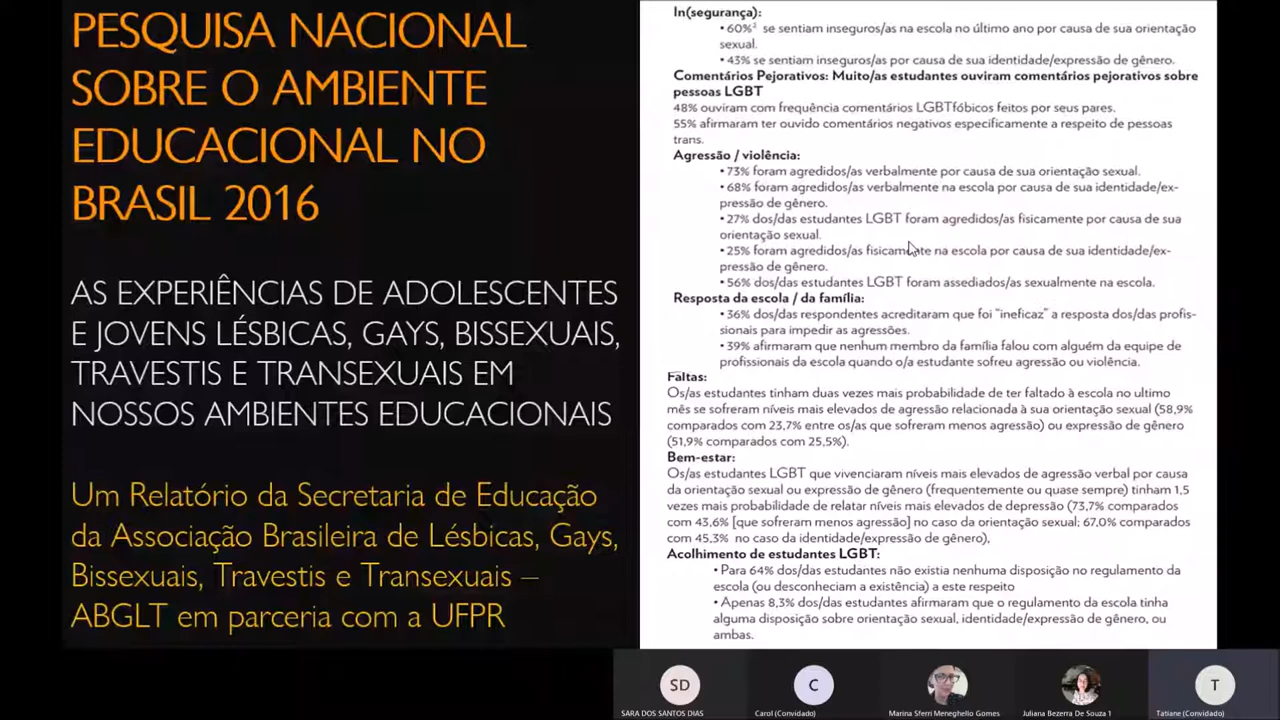 PESQUISA NACIONAL
SOBRE O AMBIENTE
EDUCACIONAL NO
BRASIL 2016
AS EXPERIÊNCIAS DE ADOLESCENTES
E JOVENS LÉSBICAS, GAYS, BISSEXUAIS,
TRAVESTIS E TRANSEXUAIS EM
NOSSOS AMBIENTES EDUCACIONAIS
Um Relatório da Secretaria de Educação
da Associação Brasileira de Lésbicas, Gays,
Bissexuais, Travestis e Transexuais –
ABGLT em parceria com a UFPR
In(segurança):
• 60%² se sentiam inseguros/as na escola no último ano por causa de sua orientação
sexual.
• 43% se sentiam inseguros/as por causa de sua identidade/expressão de gênero.
Comentários Pejorativos: Muito/as estudantes ouviram comentários pejorativos sobre
pessoas LGBT
48% ouviram com frequência comentários LGBTfóbicos feitos por seus pares.
55% afirmaram ter ouvido comentários negativos especificamente a respeito de pessoas
trans.
Agressão / violência:
• 73% foram agredidos/as verbalmente por causa de sua orientação sexual.
• 68% foram agredidos/as verbalmente na escola por causa de sua identidade/ex-
pressão de gênero.
• 27% dos/das estudantes LGBT foram agredidos/as fisicamente por causa de sua
orientação sexual.
• 25% foram agredidos/as fisicamente na escola por causa de sua identidade/ex-
pressão de gênero.
• 56% dos/das estudantes LGBT foram assediados/as sexualmente na escola.
Resposta da escola / da família:
• 36% dos/das respondentes acreditaram que foi "ineficaz" a resposta dos/das profis-
sionais para impedir as agressões.
• 39% afirmaram que nenhum membro da família falou com alguém da equipe de
profissionais da escola quando o/a estudante sofreu agressão ou violência.
Faltas:
Os/as estudantes tinham duas vezes mais probabilidade de ter faltado à escola no ultimo
mês se sofreram níveis mais elevados de agressão relacionada à sua orientação sexual (58,9%
comparados com 23,7% entre os/as que sofreram menos agressão) ou expressão de gênero
(51,9% comparados com 25,5%).
Bem-estar:
Os/as estudantes LGBT que vivenciaram níveis mais elevados de agressão verbal por causa
da orientação sexual ou expressão de gênero (frequentemente ou quase sempre) tinham 1,5
vezes mais probabilidade de relatar níveis mais elevados de depressão (73,7% comparados
com 43,6% [que sofreram menos agressão] no caso da orientação sexual; 67,0% comparados
com 45,3% no caso da identidade/expressão de gênero),
Acolhimento de estudantes LGBT:
• Para 64% dos/das estudantes não existia nenhuma disposição no regulamento da
escola (ou desconheciam a existência) a este respeito
• Apenas 8,3% dos/das estudantes afirmaram que o regulamento da escola tinha
alguma disposição sobre orientação sexual, identidade/expressão de gênero, ou
ambas.
SD
C
T
SARA DOS SANTOS DIAS
Carol (Convidado)
Marina Sferri Meneghello Gomes
Juliana Bezerra De Souza 1
Tatiane (Convidado)